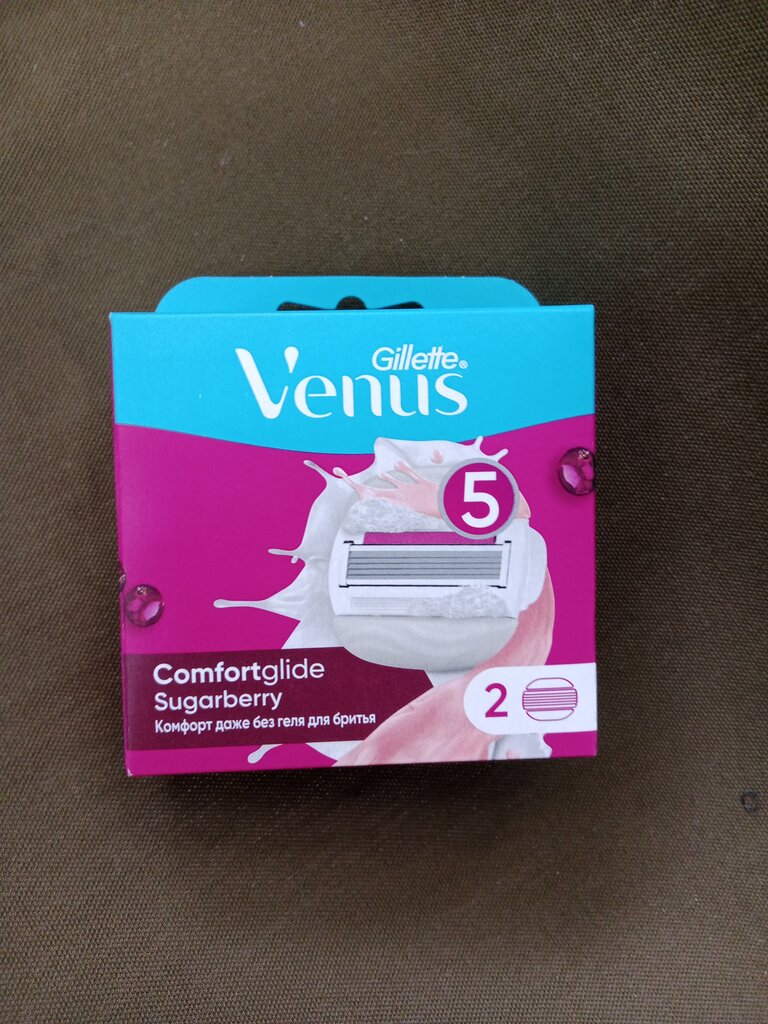 Gillette®
Venus
5
Comfortglide
Sugarberry
Комфорт даже без геля для бритья
2